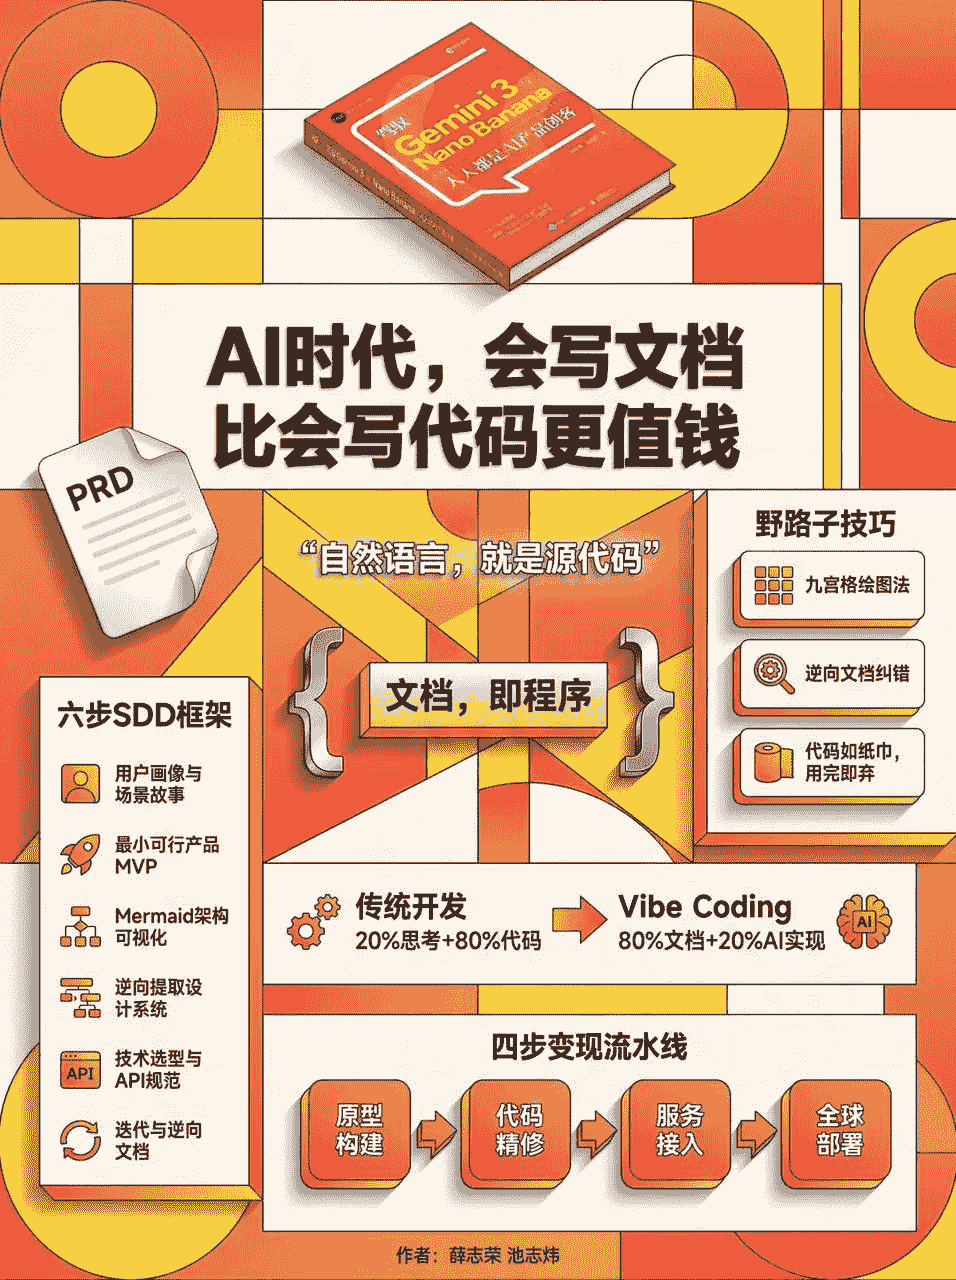 驾驭
Gemini 3
Nano Banana
人人都是AI产品创客
AI时代，会写文档
比会写代码更值钱
PRD
“自然语言，就是源代码”
{ 文档，即程序 }
野路子技巧
九宫格绘图法
逆向文档纠错
代码如纸巾，
用完即弃
六步SDD框架
用户画像与
场景故事
最小可行产品
MVP
Mermaid架构
可视化
逆向提取设
计系统
API
技术选型与
API规范
迭代与逆向
文档
传统开发
20%思考+80%代码
Vibe Coding
80%文档+20%AI实现
AI
四步变现流水线
原型
构建
代码
精修
服务
接入
全球
部署
作者：薛志荣 池志炜